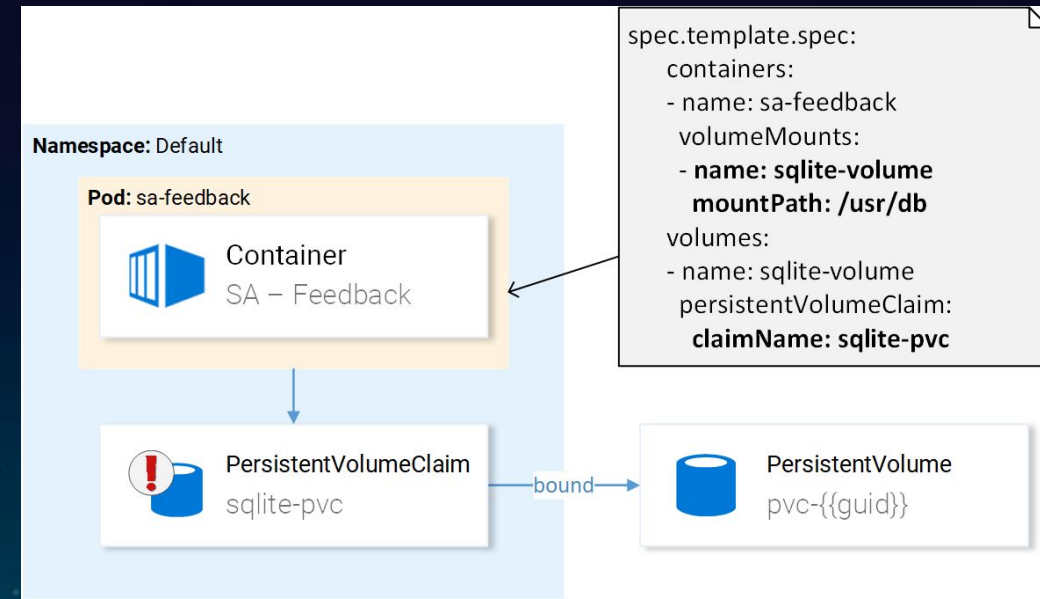 spec.template.spec:
containers:
- name: sa-feedback
volumeMounts:
- name: sqlite-volume
mountPath: /usr/db
volumes:
- name: sqlite-volume
persistentVolumeClaim:
claimName: sqlite-pvc
Namespace: Default
Pod: sa-feedback
Container
SA – Feedback
PersistentVolumeClaim
sqlite-pvc
bound
PersistentVolume
pvc-{{guid}}